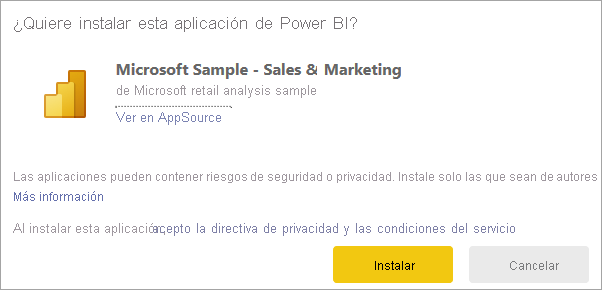 ¿Quiere instalar esta aplicación de Power BI?
Microsoft Sample - Sales & Marketing
de Microsoft retail analysis sample
Ver en AppSource
Las aplicaciones pueden contener riesgos de seguridad o privacidad. Instale solo las que sean de autores
Más información
Al instalar esta aplicación, acepto la directiva de privacidad y las condiciones del servicio
Instalar
Cancelar